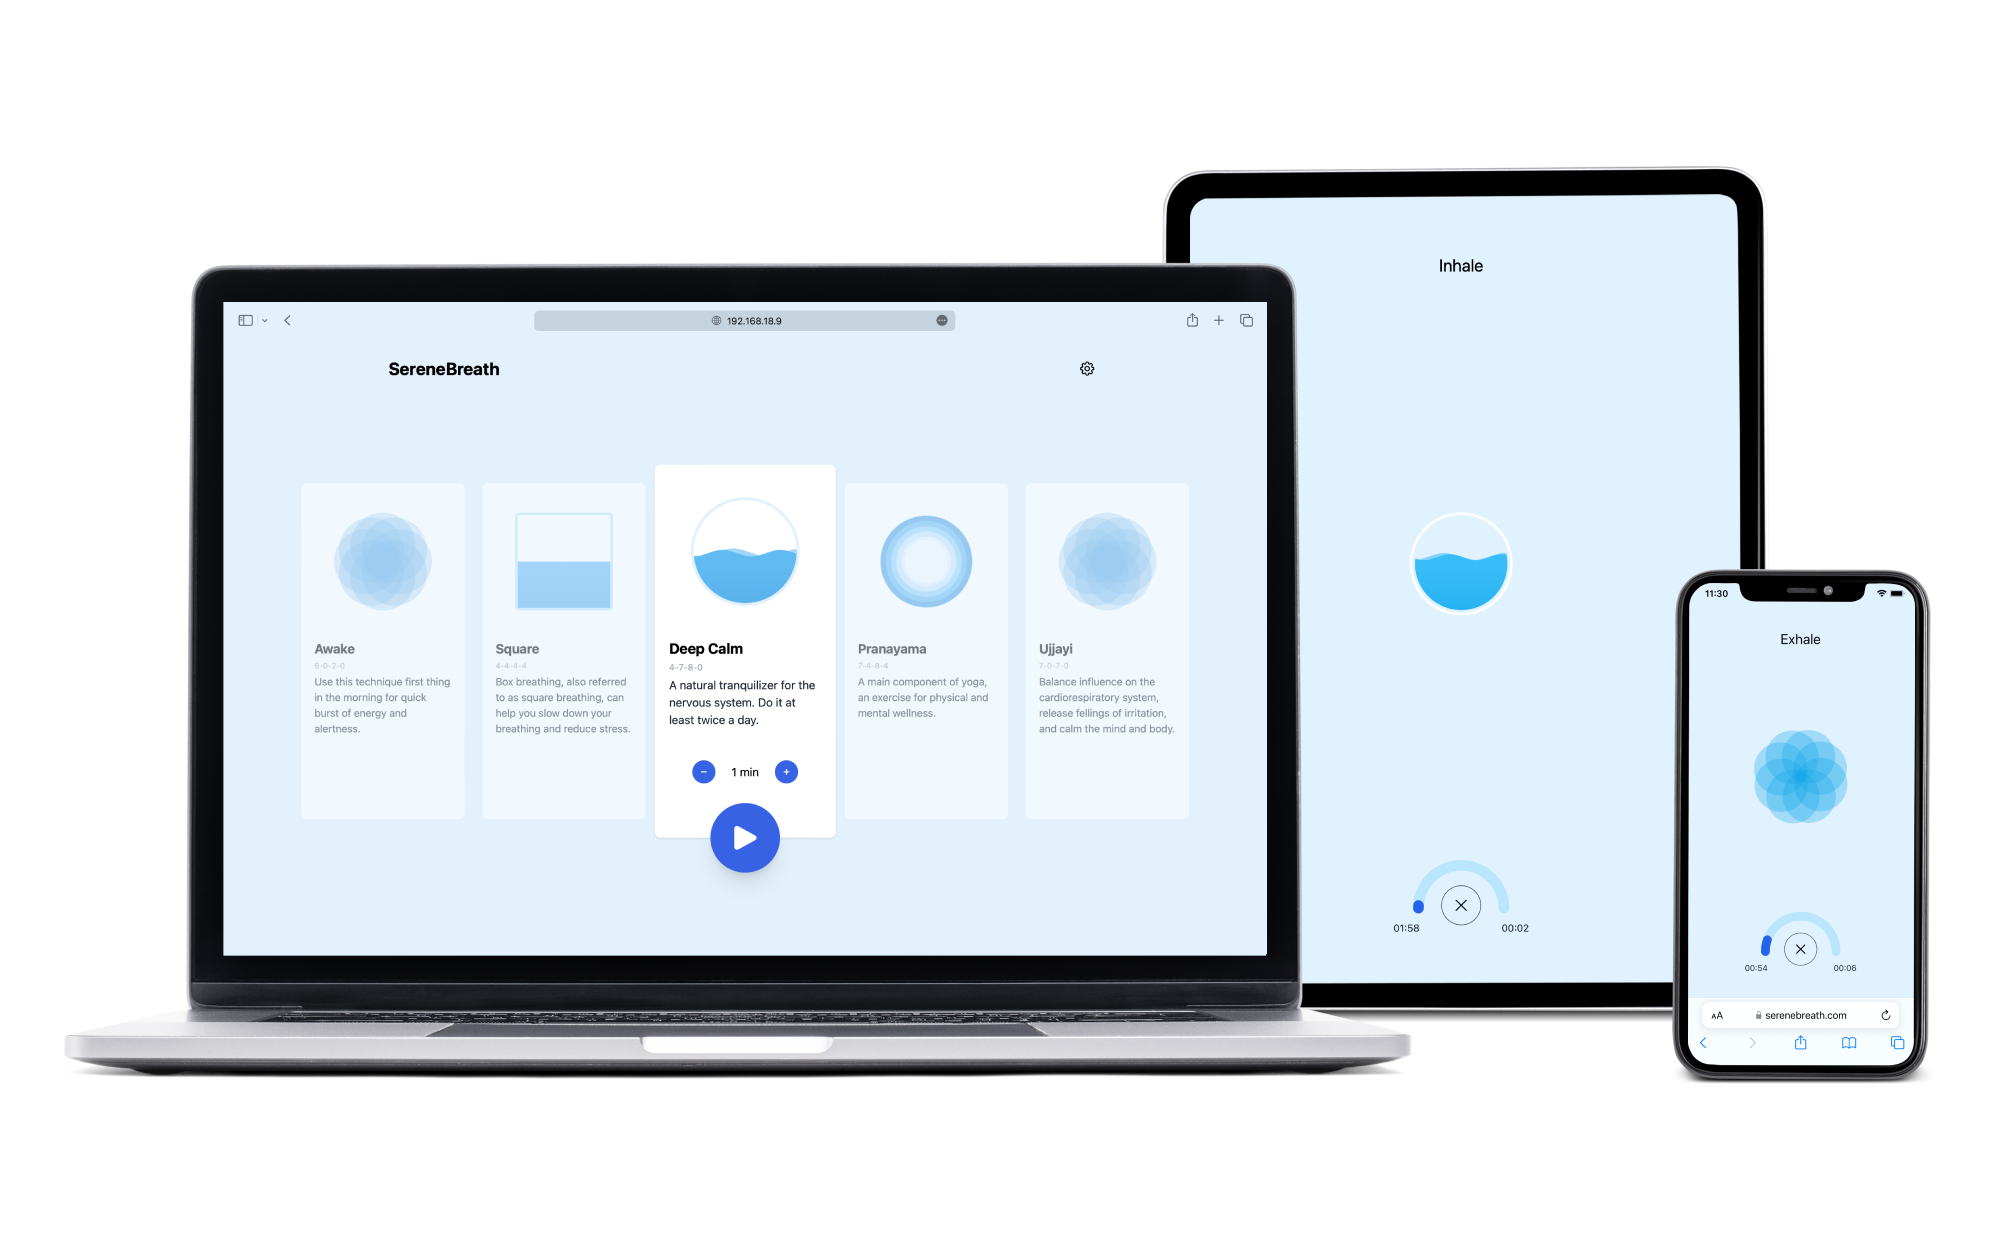 192.168.18.9
SereneBreath
Awake
6-0-2-0
Use this technique first thing
in the morning for quick
burst of energy and
alertness.
Square
4-4-4-4
Box breathing, also referred
to as square breathing, can
help you slow down your
breathing and reduce stress.
Deep Calm
4-7-8-0
A natural tranquilizer for the
nervous system. Do it at
least twice a day.
1 min
Pranayama
7-4-8-4
A main component of yoga,
an exercise for physical and
mental wellness.
Ujjayi
7-0-7-0
Balance influence on the
cardiorespiratory system,
release fellings of irritation,
and calm the mind and body.
Inhale
01:58 00:02
11:30
Exhale
00:54 00:06
AA serenebreath.com